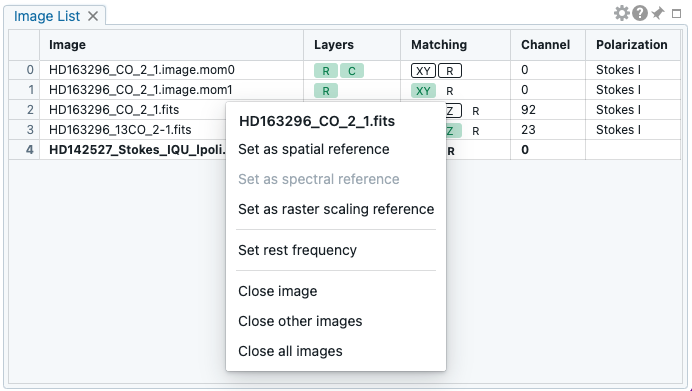 Image List
Image Layers Matching Channel Polarization
0 HD163296_CO_2_1.image.mom0 R C XY R 0 Stokes I
1 HD163296_CO_2_1.image.mom1 R XY R 0 Stokes I
2 HD163296_CO_2_1.fits Z R 92 Stokes I
3 HD163296_13CO_2-1.fits Z R 23 Stokes I
4 HD142527_Stokes_IQU_Ipoli. R 0
HD163296_CO_2_1.fits
Set as spatial reference
Set as spectral reference
Set as raster scaling reference
Set rest frequency
Close image
Close other images
Close all images